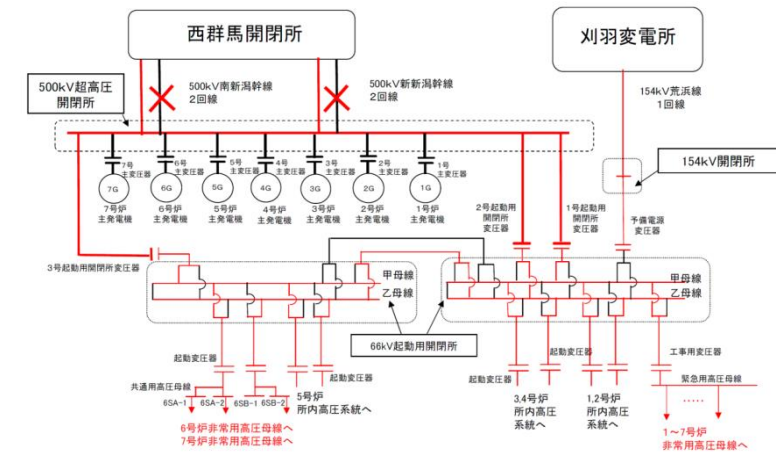 西群馬開閉所
刈羽変電所
500kV南新潟幹線
2回線
500kV新新潟幹線
2回線
154kV荒浜線
1回線
500kV超高圧
開閉所
154kV開閉所
7号
主変圧器
6号
主変圧器
5号
主変圧器
4号
主変圧器
3号
主変圧器
2号
主変圧器
1号
主変圧器
7G
6G
5G
4G
3G
2G
1G
7号炉
主発電機
6号炉
主発電機
5号炉
主発電機
4号炉
主発電機
3号炉
主発電機
2号炉
主発電機
1号炉
主発電機
2号起動用
開閉所
変圧器
1号起動用
開閉所
変圧器
予備電源
変圧器
3号起動用開閉所変圧器
甲母線
乙母線
甲母線
乙母線
66kV起動用開閉所
起動変圧器
起動変圧器
起動変圧器
起動変圧器
起動変圧器
工事用変圧器
共通用高圧母線
緊急用高圧母線
6SA-1
6SA-2
6SB-1
6SB-2
5号炉
所内高圧系統へ
3,4号炉
所内高圧
系統へ
1,2号炉
所内高圧
系統へ
6号炉非常用高圧母線へ
7号炉非常用高圧母線へ
1～7号炉
非常用高圧母線へ